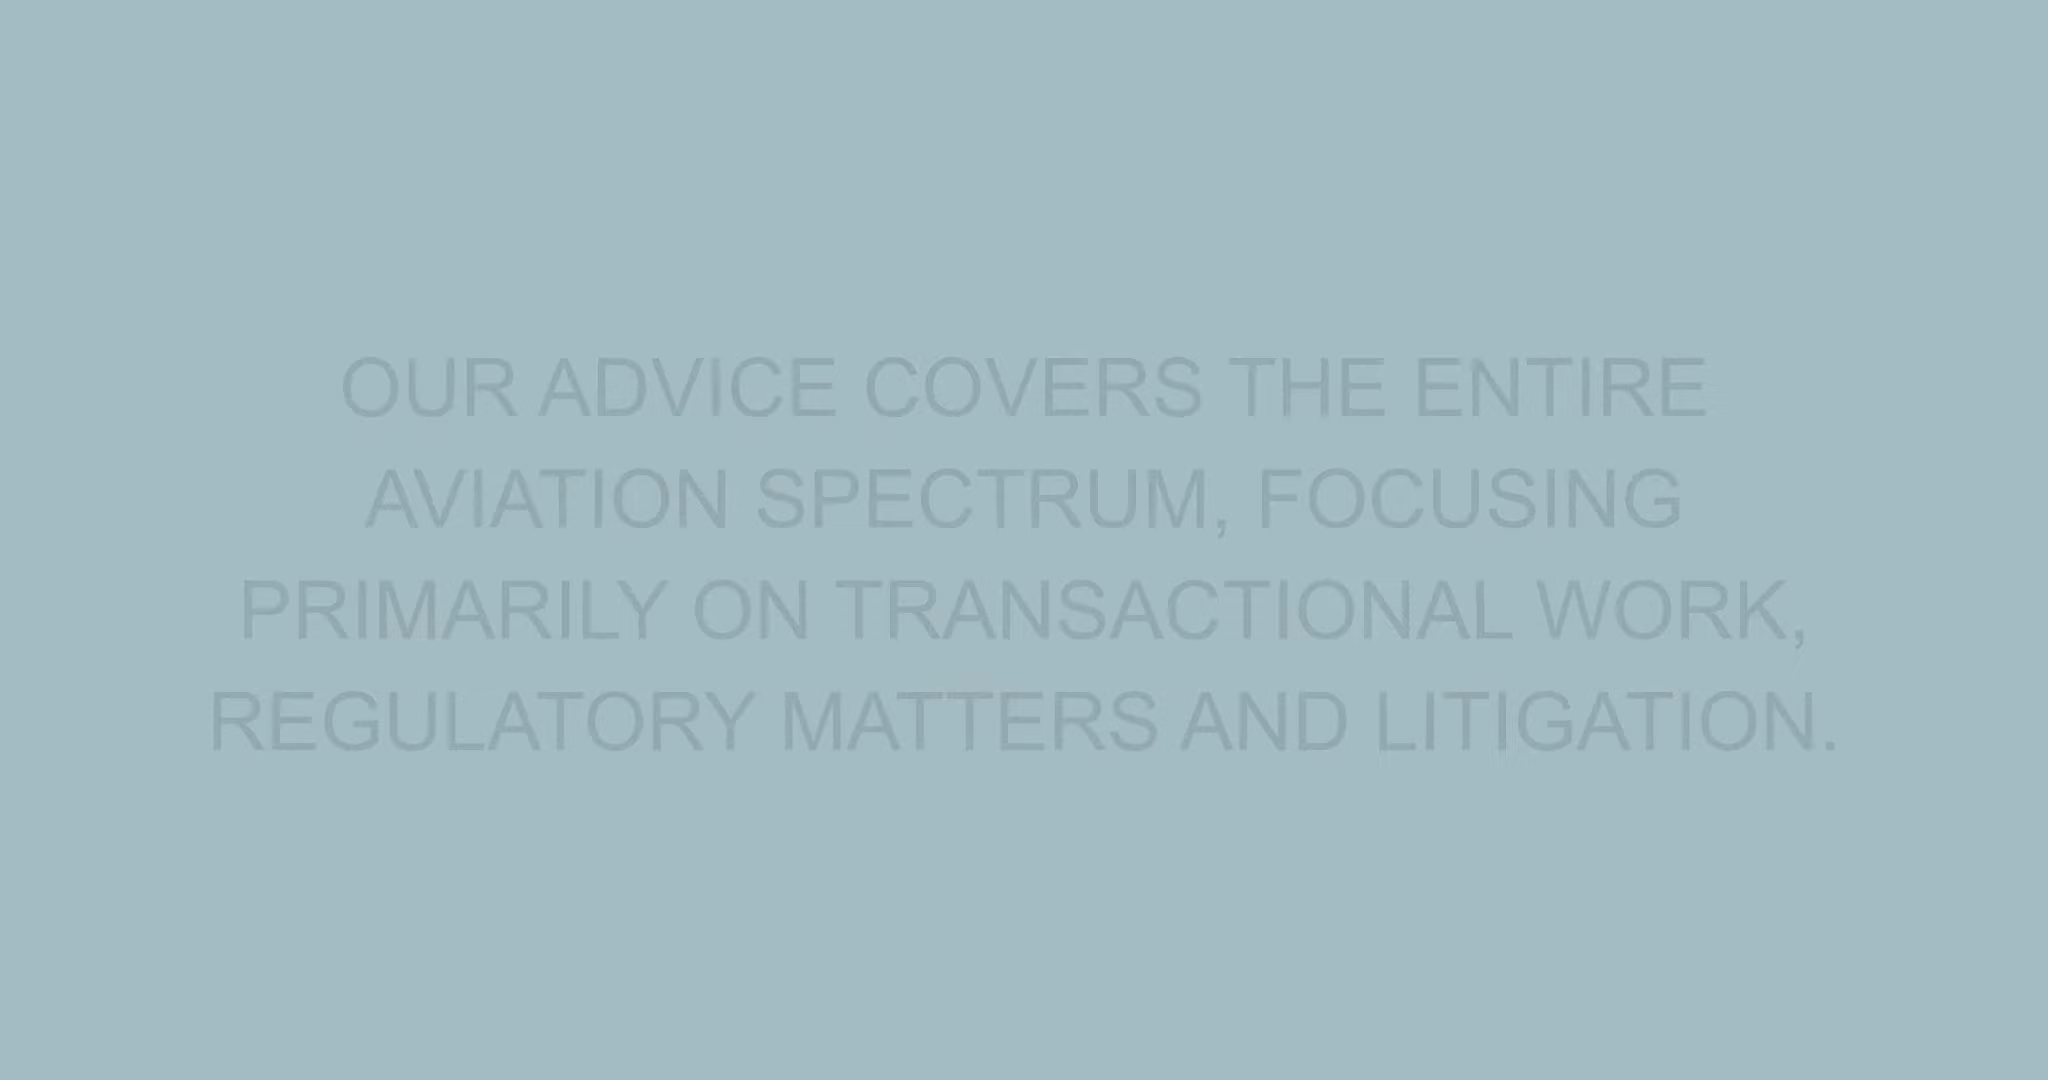 OUR ADVICE COVERS THE ENTIRE
AVIATION SPECTRUM, FOCUSING
PRIMARILY ON TRANSACTIONAL WORK,
REGULATORY MATTERS AND LITIGATION.